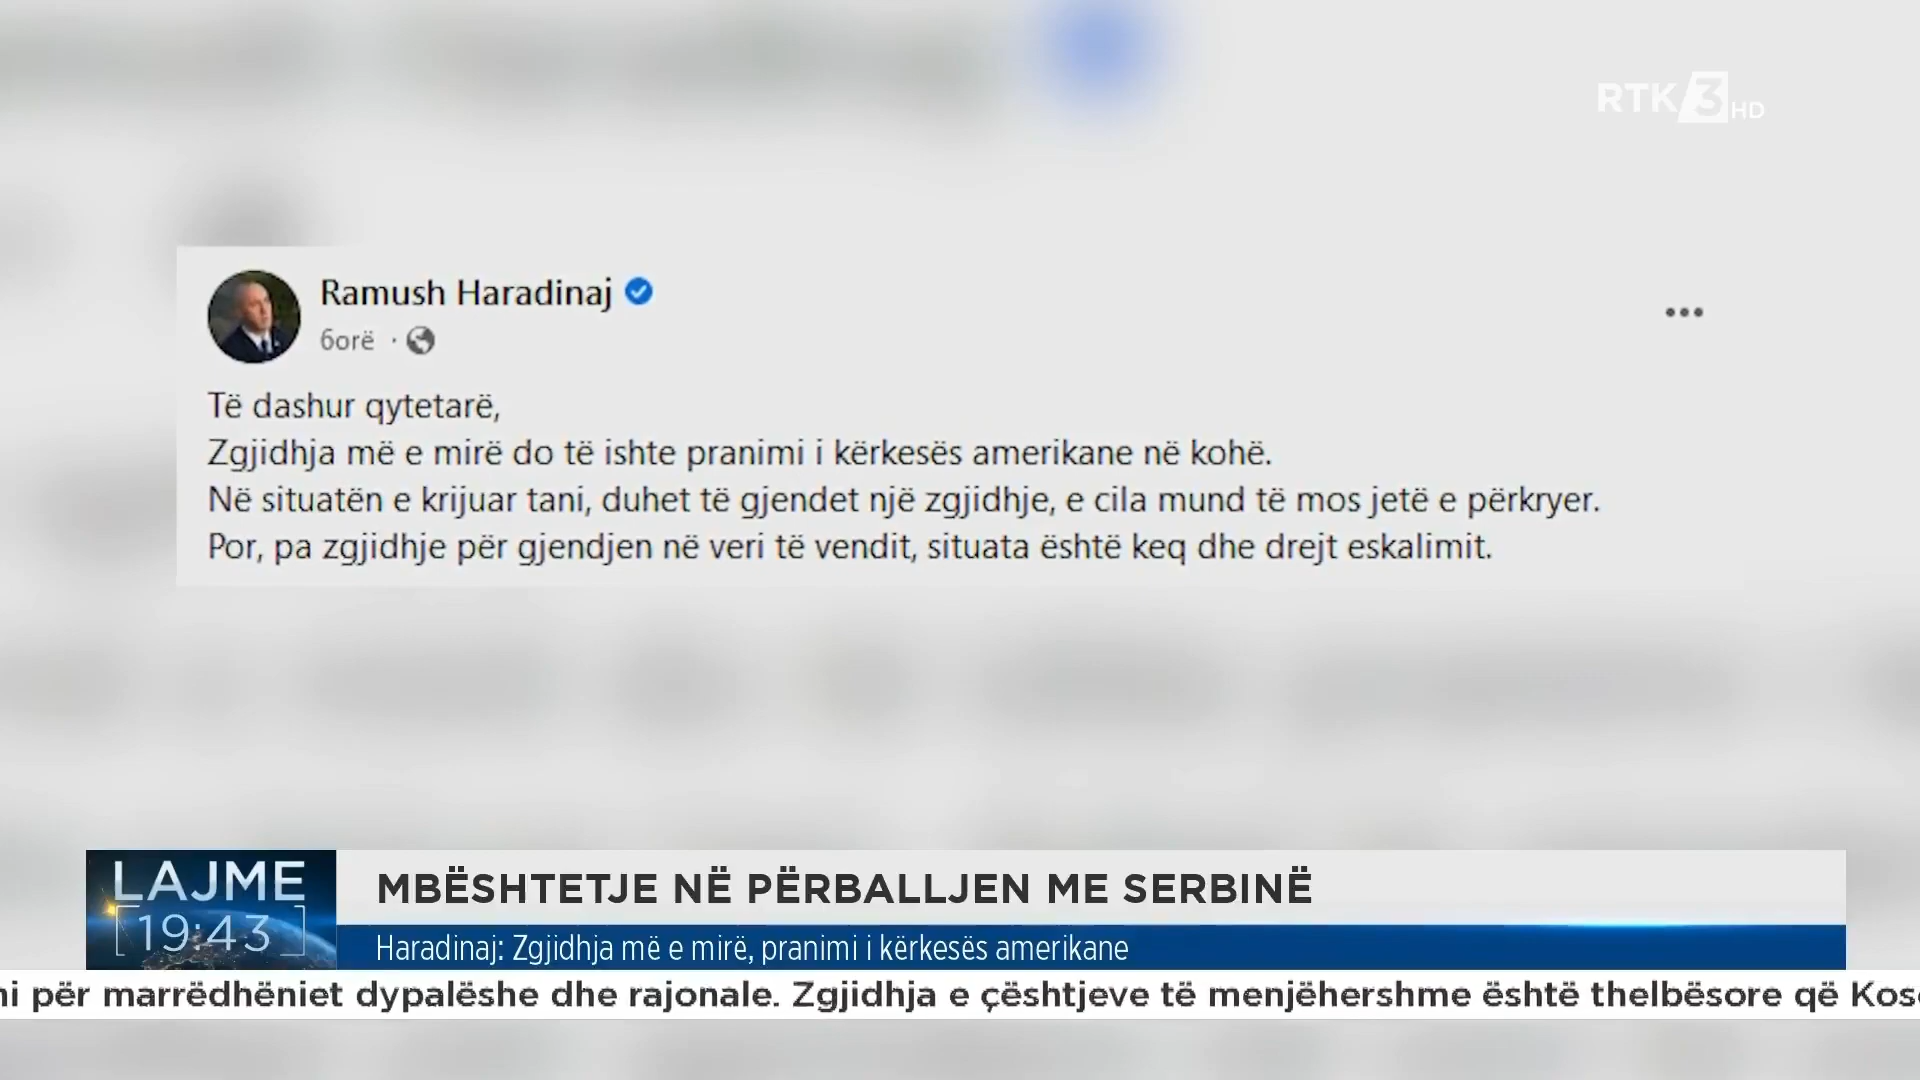 RTK 3 HD
Ramush Haradinaj
6orë ·
Të dashur qytetarë,
Zgjidhja më e mirë do të ishte pranimi i kërkesës amerikane në kohë.
Në situatën e krijuar tani, duhet të gjendet një zgjidhje, e cila mund të mos jetë e përkryer.
Por, pa zgjidhje për gjendjen në veri të vendit, situata është keq dhe drejt eskalimit.
LAJME
19:43
MBËSHTETJE NË PËRBALLJEN ME SERBINË
Haradinaj: Zgjidhja më e mirë, pranimi i kërkesës amerikane
për marrëdhëniet dypalëshe dhe rajonale. Zgjidhja e çështjeve të menjëhershme është thelbësore që